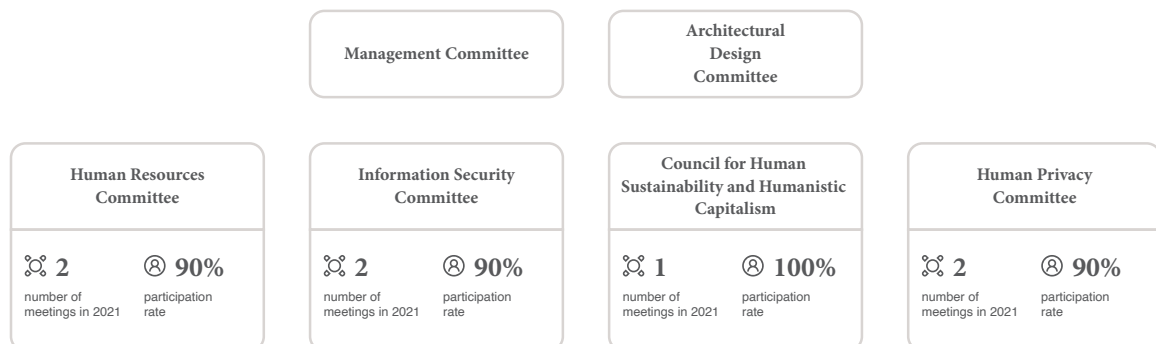 Management Committee
Architectural
Design
Committee
Human Resources
Committee
2
90%
number of
meetings in 2021
participation
rate
Information Security
Committee
2
90%
number of
meetings in 2021
participation
rate
Council for Human
Sustainability and Humanistic
Capitalism
1
100%
number of
meetings in 2021
participation
rate
Human Privacy
Committee
2
90%
number of
meetings in 2021
participation
rate